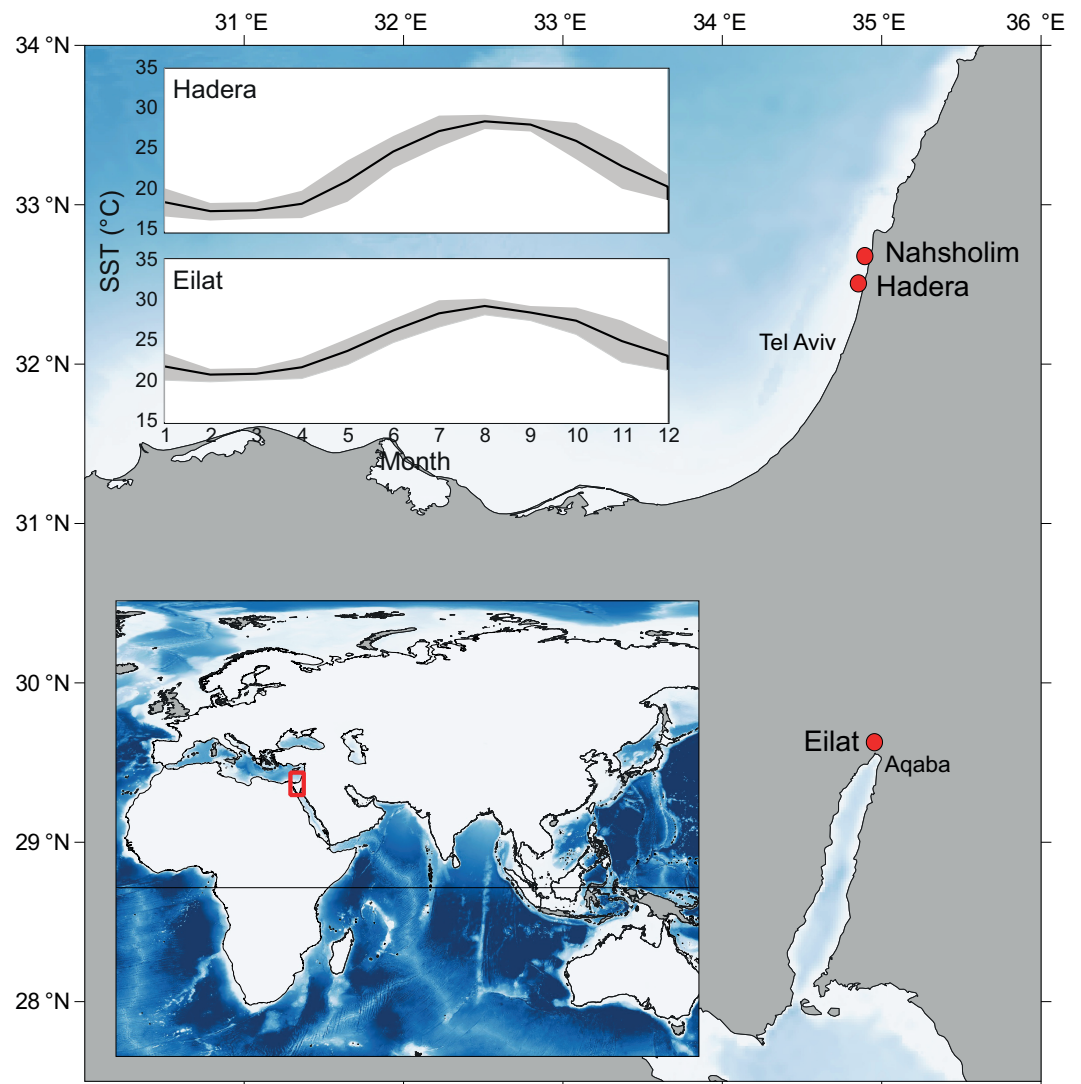 31 °E 32 °E 33 °E 34 °E 35 °E 36 °E
34 °N
33 °N
32 °N
31 °N
30 °N
29 °N
28 °N
SST (°C)
Hadera
35
30
25
20
15
Eilat
35
30
25
20
15
1 2 3 4 5 6 7 8 9 10 11 12
Month
Nahsholim
Hadera
Tel Aviv
Eilat
Aqaba